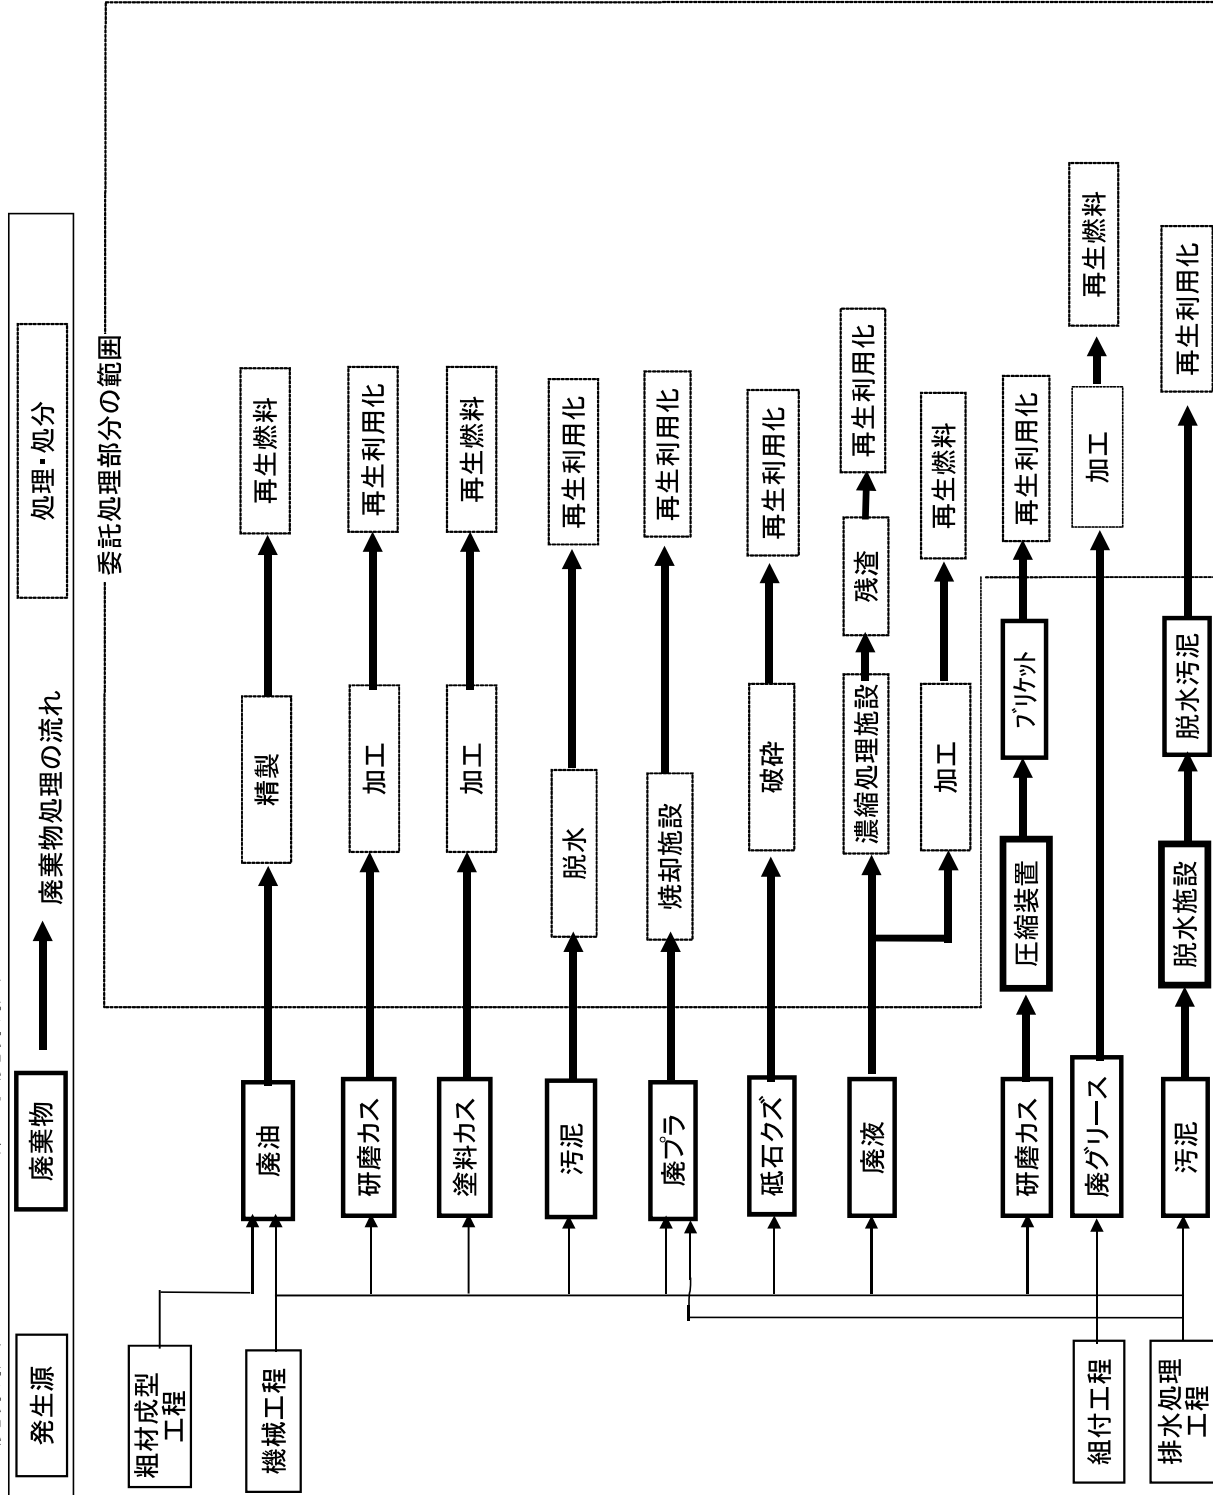 発生源
廃棄物
廃棄物処理の流れ
処理・処分
委託処理部分の範囲
粗材成型
工程
機械工程
組付工程
排水処理
工程
廃油
精製
再生燃料
研磨カス
加工
再生利用化
塗料カス
加工
再生燃料
汚泥
脱水
再生利用化
廃プラ
焼却施設
再生利用化
砥石クズ
破砕
再生利用化
廃液
濃縮処理施設
残渣
再生利用化
加工
再生燃料
研磨カス
圧縮装置
ブリケット
再生利用化
廃グリース
加工
再生燃料
汚泥
脱水施設
脱水汚泥
再生利用化